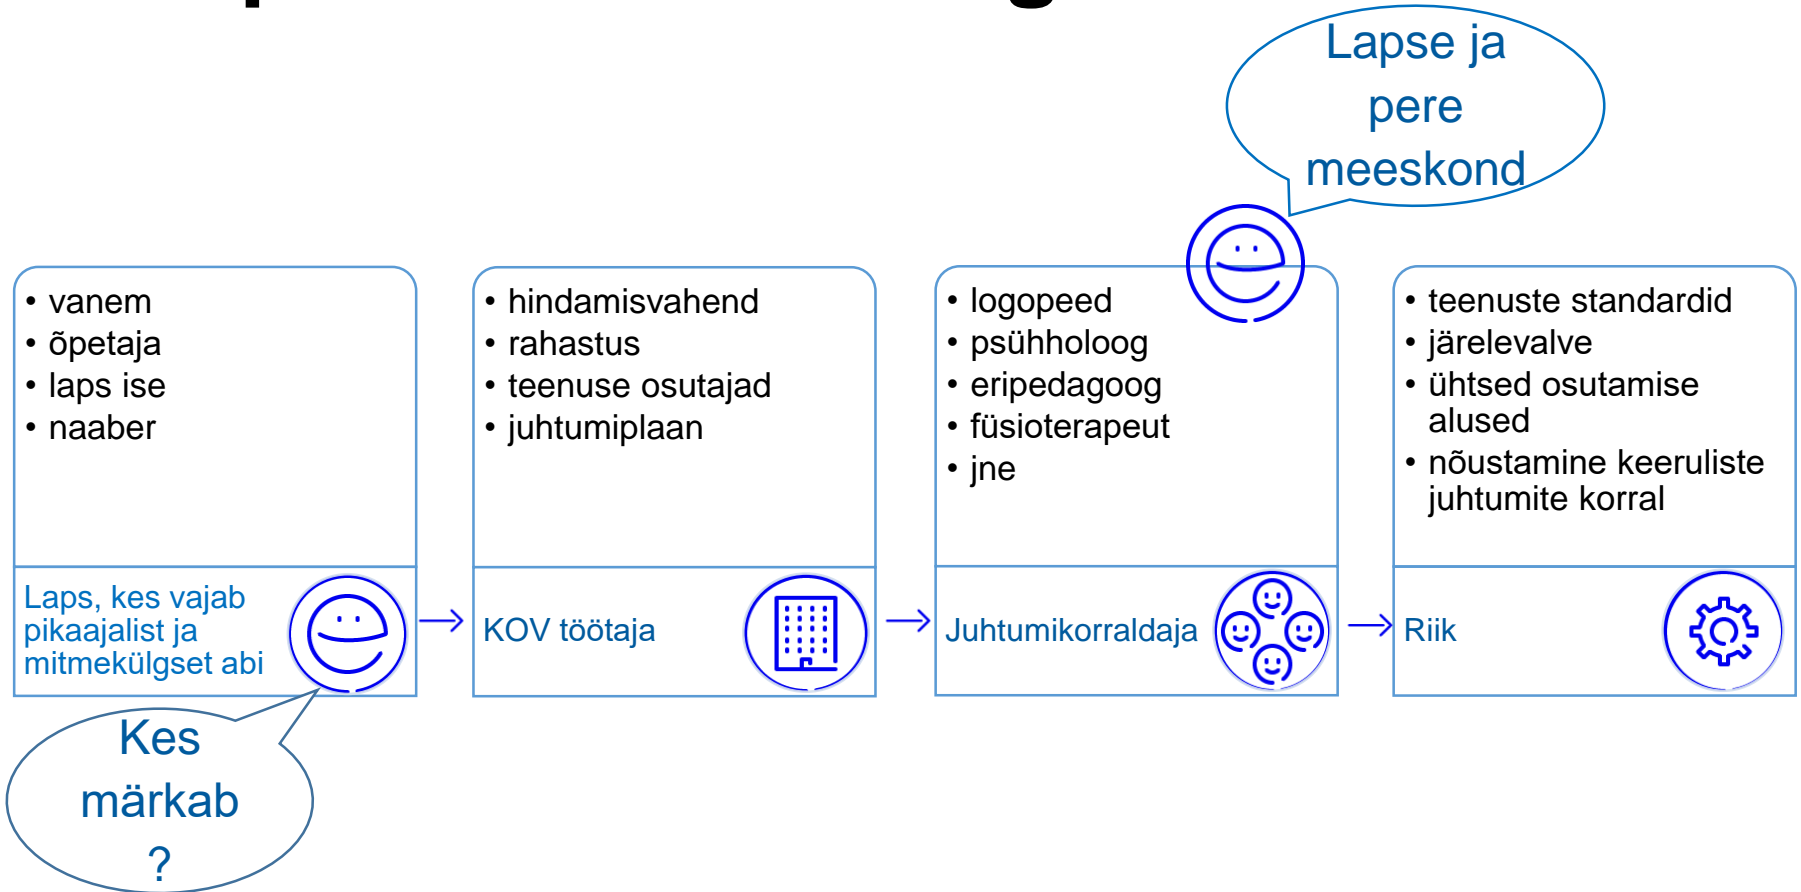 Lapse ja
pere
meeskond
• vanem
• õpetaja
• laps ise
• naaber
Laps, kes vajab
pikaajalist ja
mitmekülgset abi
Kes
märkab
?
• hindamisvahend
• rahastus
• teenuse osutajad
• juhtumiplaan
KOV töötaja
• logopeed
• psühholoog
• eripedagoog
• füsioterapeut
• jne
Juhtumikorraldaja
• teenuste standardid
• järelevalve
• ühtsed osutamise
alused
• nõustamine keeruliste
juhtumite korral
Riik